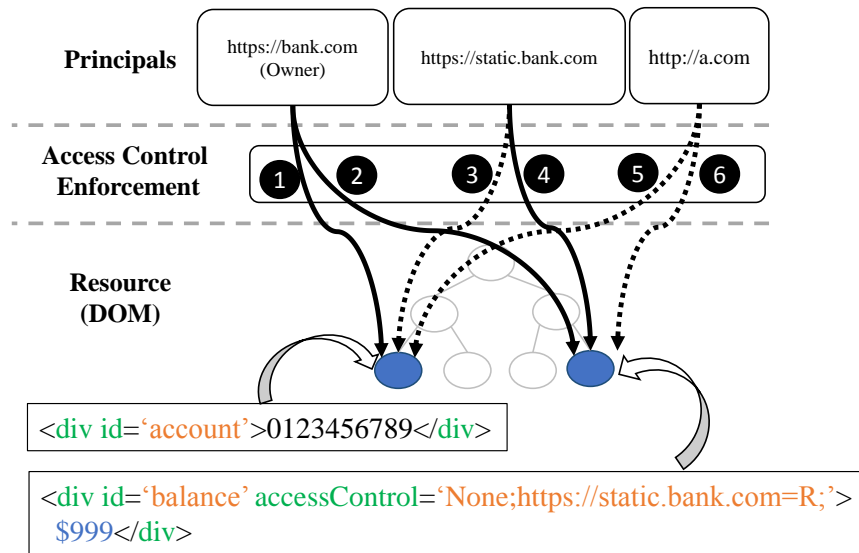 Principals
https://bank.com
(Owner)
https://static.bank.com
http://a.com
Access Control
Enforcement
1 2 3 4 5 6
Resource
(DOM)
<div id=‘account’>0123456789</div>
<div id=‘balance’ accessControl=‘None;https://static.bank.com=R;’>
$999</div>